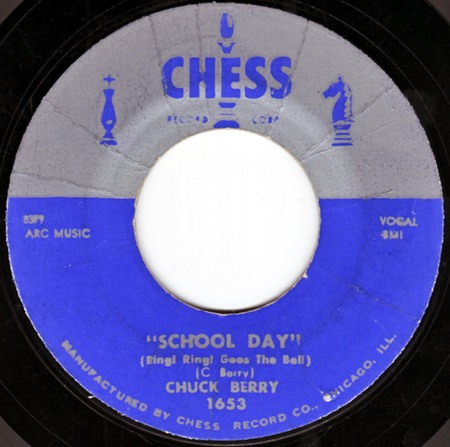 CHESS
RECORD CORP
8379
ARC MUSIC
VOCAL
BMI
"SCHOOL DAY"
(Ring! Ring! Goes The Bell)
(C Berry)
CHUCK BERRY
1653
MANUFACTURED BY CHESS RECORD CO., CHICAGO, ILL.